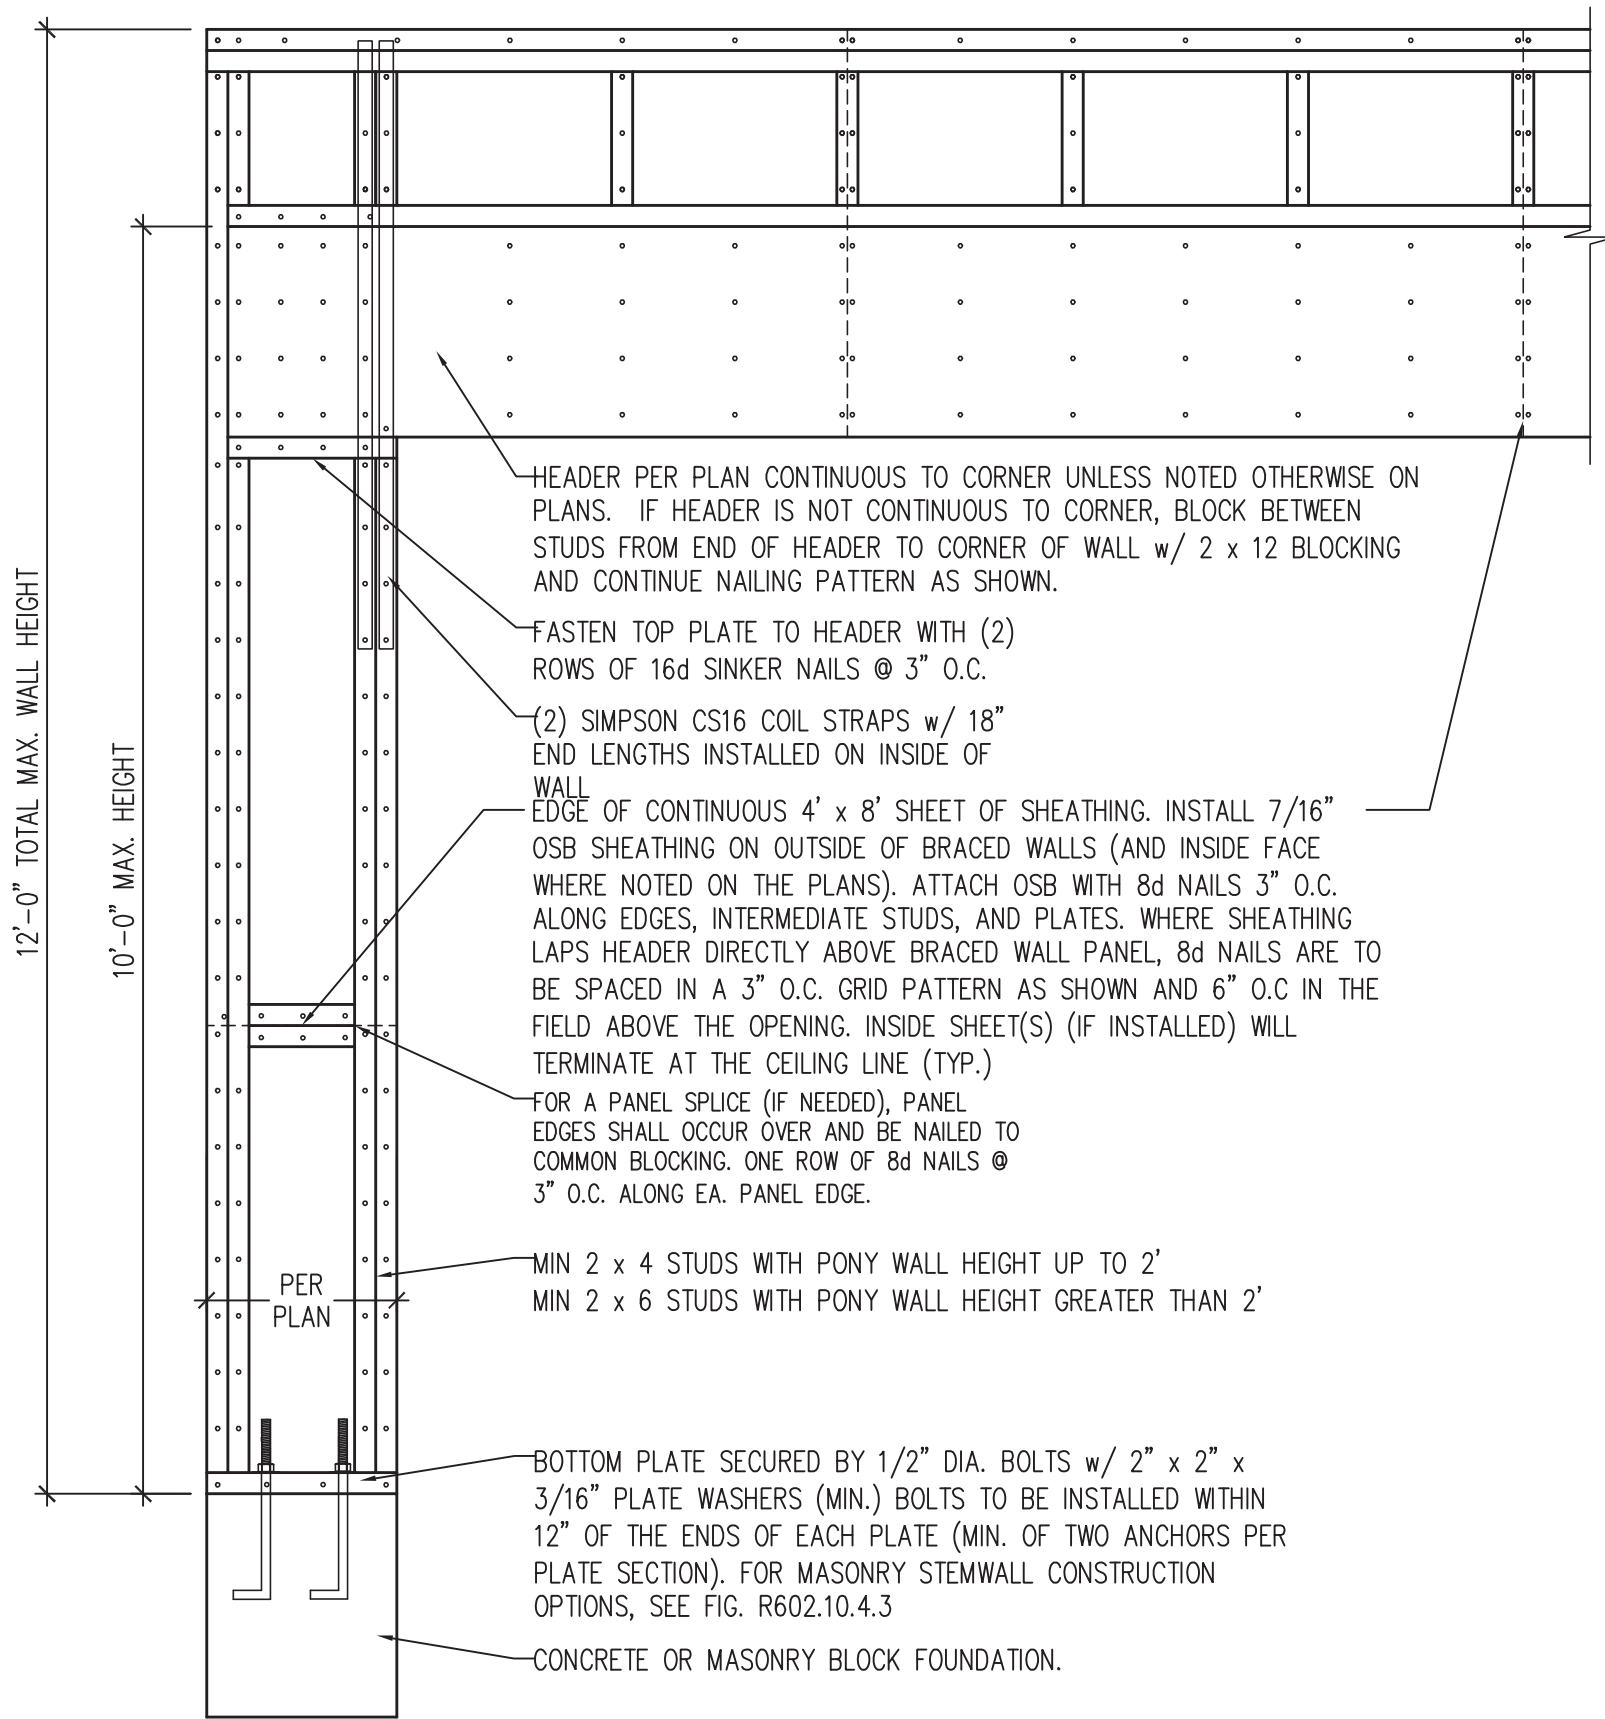 HEADER PER PLAN CONTINUOUS TO CORNER UNLESS NOTED OTHERWISE ON
PLANS. IF HEADER IS NOT CONTINUOUS TO CORNER, BLOCK BETWEEN
STUDS FROM END OF HEADER TO CORNER OF WALL w/ 2 x 12 BLOCKING
AND CONTINUE NAILING PATTERN AS SHOWN.
FASTEN TOP PLATE TO HEADER WITH (2)
ROWS OF 16d SINKER NAILS @ 3" O.C.
(2) SIMPSON CS16 COIL STRAPS w/ 18"
END LENGTHS INSTALLED ON INSIDE OF
WALL
EDGE OF CONTINUOUS 4' x 8' SHEET OF SHEATHING. INSTALL 7/16"
OSB SHEATHING ON OUTSIDE OF BRACED WALLS (AND INSIDE FACE
WHERE NOTED ON THE PLANS). ATTACH OSB WITH 8d NAILS 3" O.C.
ALONG EDGES, INTERMEDIATE STUDS, AND PLATES. WHERE SHEATHING
LAPS HEADER DIRECTLY ABOVE BRACED WALL PANEL, 8d NAILS ARE TO
BE SPACED IN A 3" O.C. GRID PATTERN AS SHOWN AND 6" O.C IN THE
FIELD ABOVE THE OPENING. INSIDE SHEET(S) (IF INSTALLED) WILL
TERMINATE AT THE CEILING LINE (TYP.)
FOR A PANEL SPLICE (IF NEEDED), PANEL
EDGES SHALL OCCUR OVER AND BE NAILED TO
COMMON BLOCKING. ONE ROW OF 8d NAILS @
3" O.C. ALONG EA. PANEL EDGE.
MIN 2 x 4 STUDS WITH PONY WALL HEIGHT UP TO 2'
MIN 2 x 6 STUDS WITH PONY WALL HEIGHT GREATER THAN 2'
BOTTOM PLATE SECURED BY 1/2" DIA. BOLTS w/ 2" x 2" x
3/16" PLATE WASHERS (MIN.) BOLTS TO BE INSTALLED WITHIN
12" OF THE ENDS OF EACH PLATE (MIN. OF TWO ANCHORS PER
PLATE SECTION). FOR MASONRY STEMWALL CONSTRUCTION
OPTIONS, SEE FIG. R602.10.4.3
CONCRETE OR MASONRY BLOCK FOUNDATION.
12'-0" TOTAL MAX. WALL HEIGHT
10'-0" MAX. HEIGHT
PER
PLAN